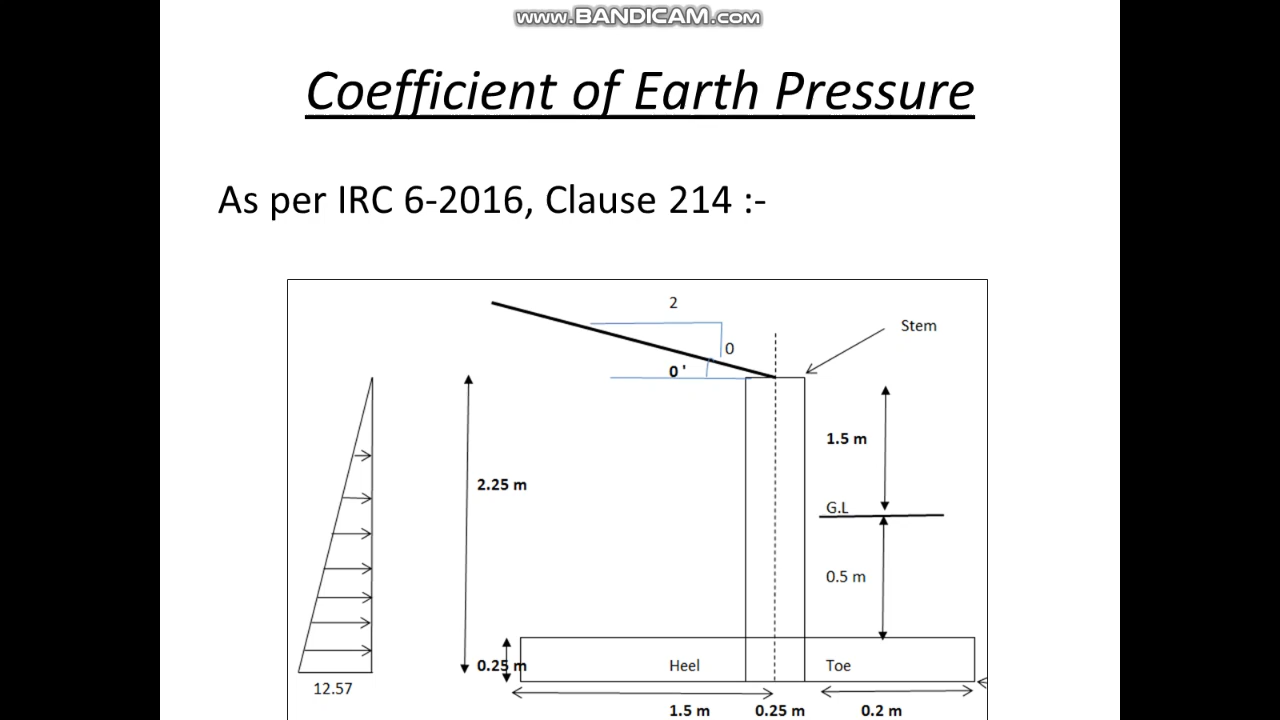 www.BANDICAM.com
Coefficient of Earth Pressure
As per IRC 6-2016, Clause 214 :-
2
Stem
0
0 '
1.5 m
2.25 m
G.L
0.5 m
0.25 m
Heel
Toe
12.57
1.5 m
0.25 m
0.2 m